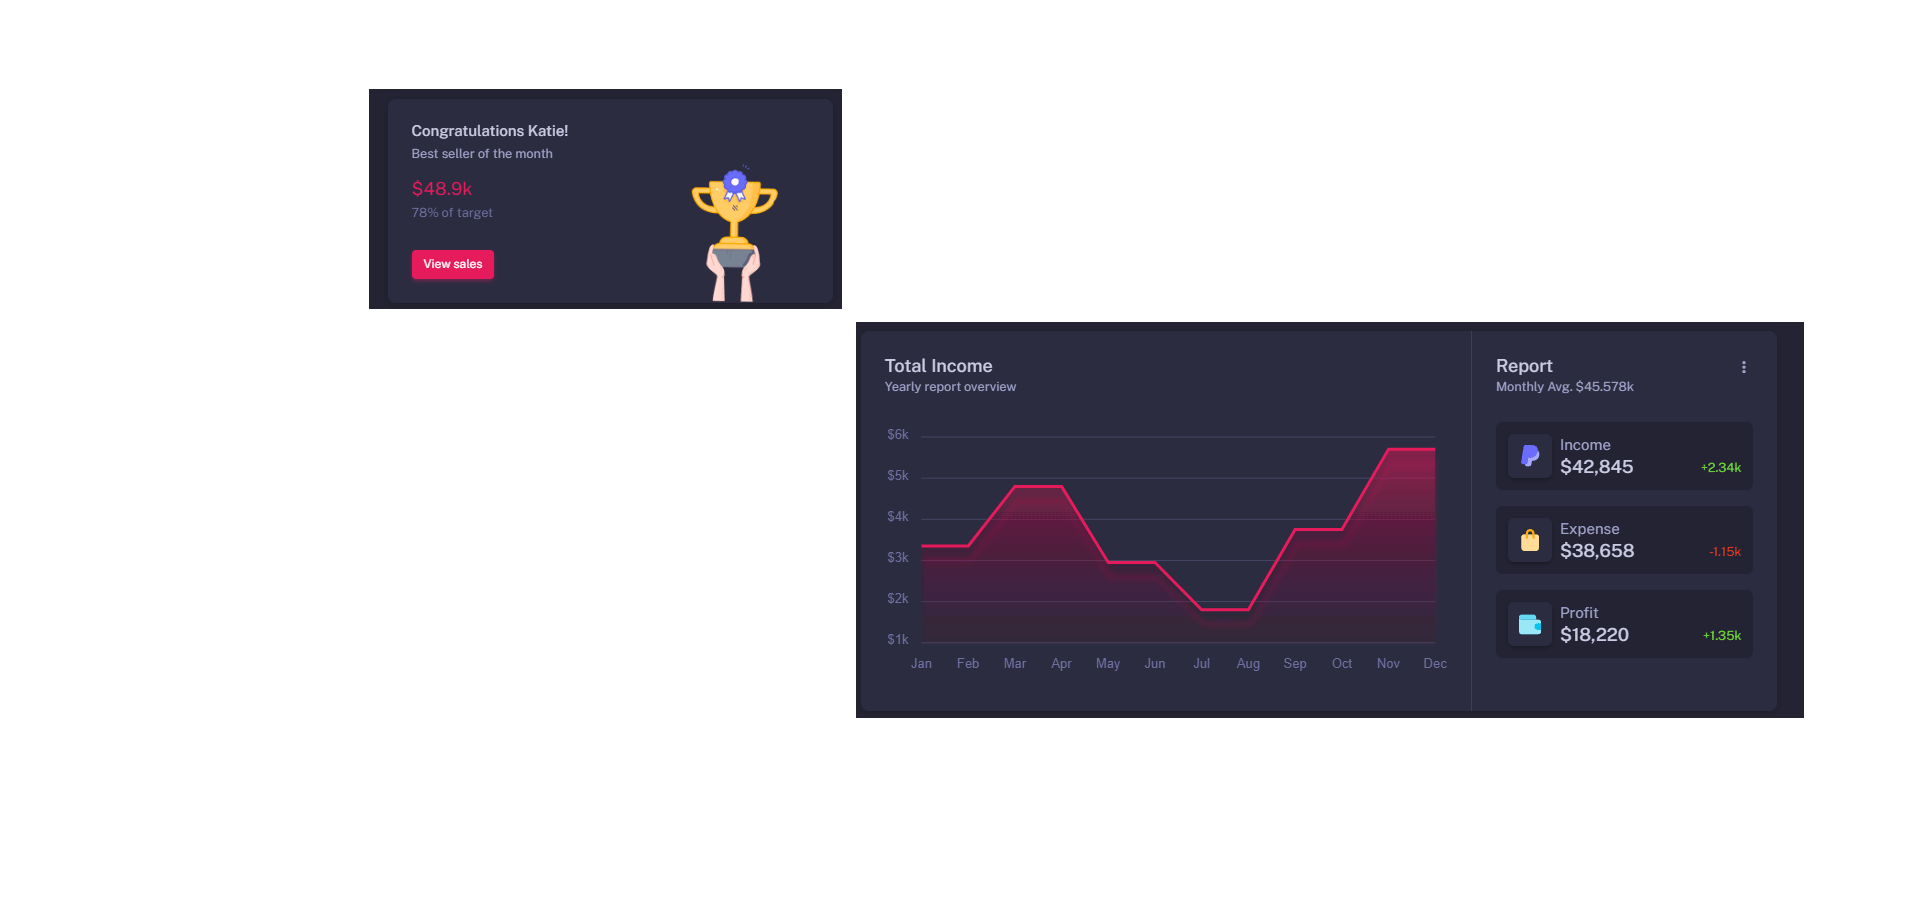 Congratulations Katie!
Best seller of the month
$48.9k
78% of target
View sales
Total Income
Yearly report overview
$6k
$5k
$4k
$3k
$2k
$1k
Jan Feb Mar Apr May Jun Jul Aug Sep Oct Nov Dec
Report
Monthly Avg. $45.578k
Income
$42,845 +2.34k
Expense
$38,658 -1.15k
Profit
$18,220 +1.35k